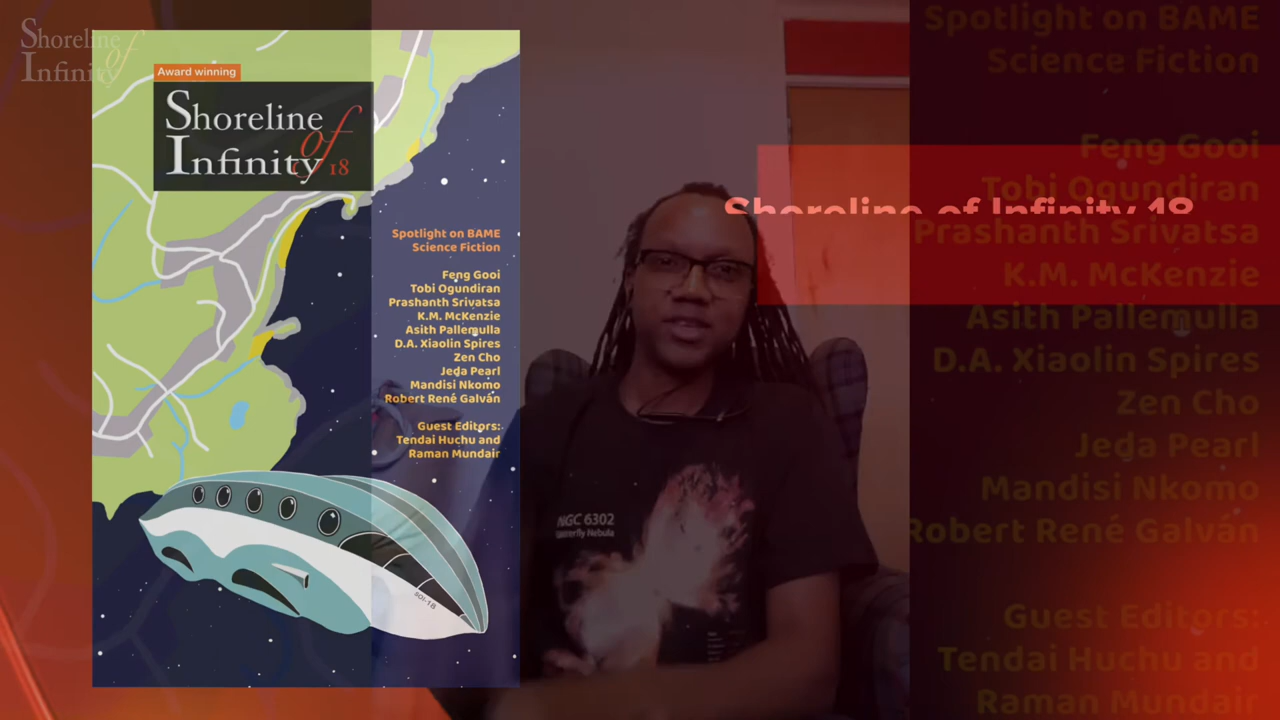 Shoreline
of
Infinity
Award winning
Shoreline
of
Infinity 18
Spotlight on BAME
Science Fiction
Feng Gooi
Tobi Ogundiran
Prashanth Srivatsa
K.M. McKenzie
Asith Pallemulla
D.A. Xiaolin Spires
Zen Cho
Jeda Pearl
Mandisi Nkomo
Robert René Galván
Guest Editors:
Tendai Huchu and
Raman Mundair
SOI-18
Shoreline of Infinity 18
NGC 6302
Butterfly Nebula
Spotlight on BAME
Science Fiction
Feng Gooi
Tobi Ogundiran
Prashanth Srivatsa
K.M. McKenzie
Asith Pallemulla
D.A. Xiaolin Spires
Zen Cho
Jeda Pearl
Mandisi Nkomo
Robert René Galván
Guest Editors:
Tendai Huchu and
Raman Mundair